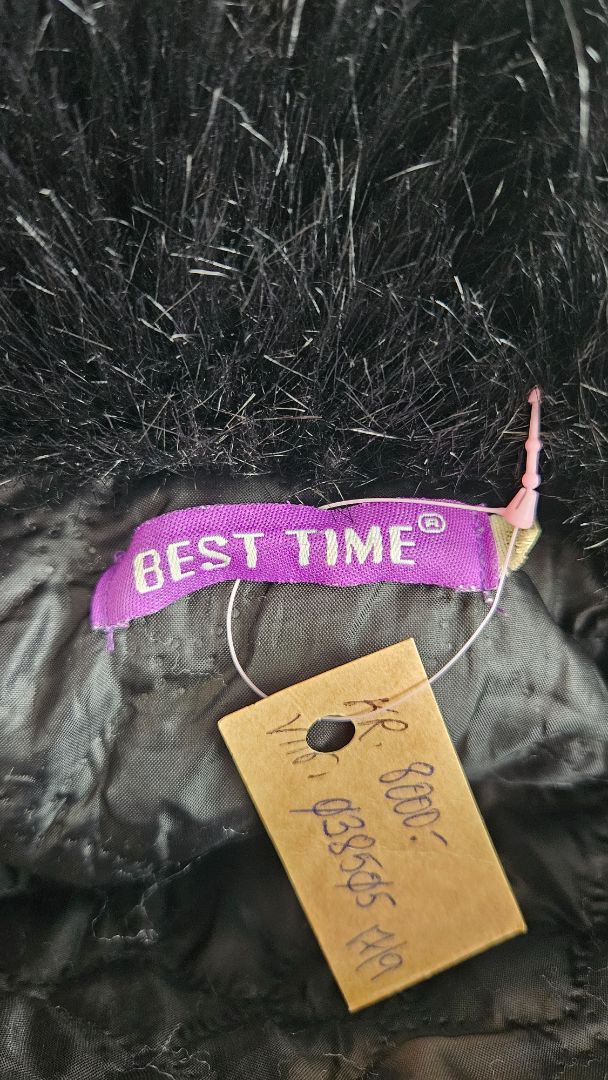 BEST TIME®
KR. 8000.-
VNR. Ø38505 17/9